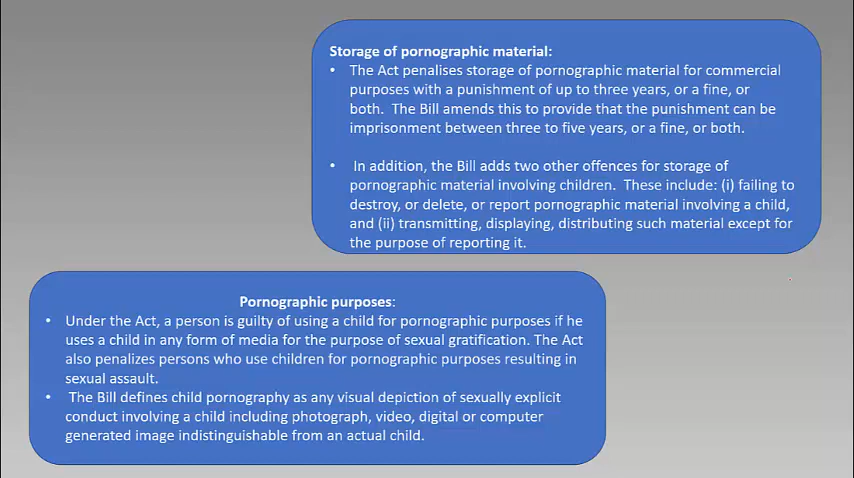 Storage of pornographic material:
• The Act penalises storage of pornographic material for commercial
purposes with a punishment of up to three years, or a fine, or
both. The Bill amends this to provide that the punishment can be
imprisonment between three to five years, or a fine, or both.
• In addition, the Bill adds two other offences for storage of
pornographic material involving children. These include: (i) failing to
destroy, or delete, or report pornographic material involving a child,
and (ii) transmitting, displaying, distributing such material except for
the purpose of reporting it.
Pornographic purposes:
• Under the Act, a person is guilty of using a child for pornographic purposes if he
uses a child in any form of media for the purpose of sexual gratification. The Act
also penalizes persons who use children for pornographic purposes resulting in
sexual assault.
• The Bill defines child pornography as any visual depiction of sexually explicit
conduct involving a child including photograph, video, digital or computer
generated image indistinguishable from an actual child.